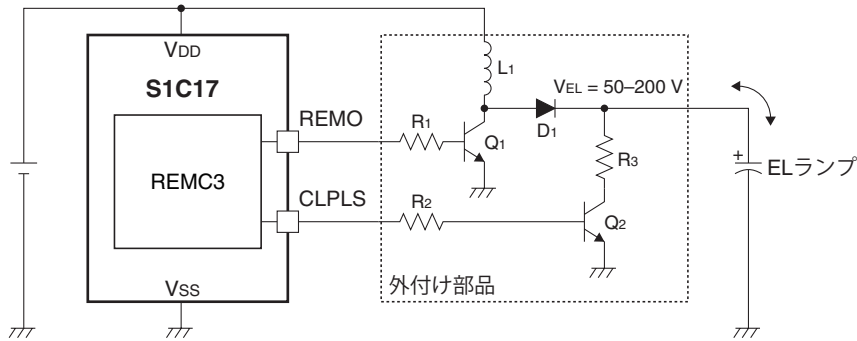 VDD
S1C17
REMC3
REMO
CLPLS
VSS
L1
VEL = 50–200 V
D1
R1
Q1
R3
R2
Q2
外付け部品
+
ELランプ